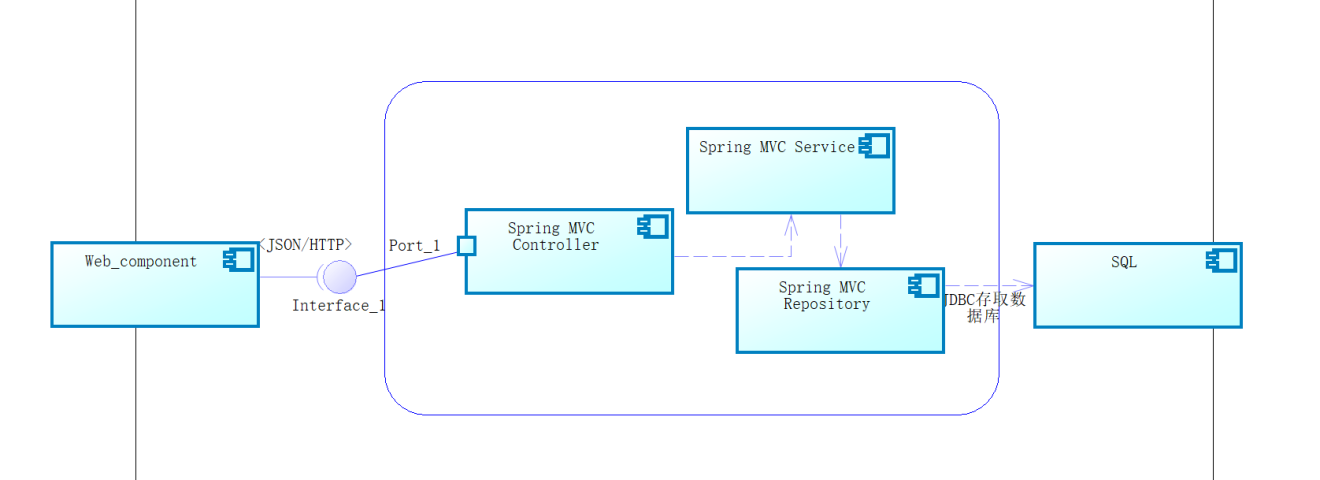 Spring MVC Service
Spring MVC
Controller
<JSON/HTTP>
Port_1
Web_component
SQL
Interface_1
Spring MVC
Repository
JDBC存取数
据库